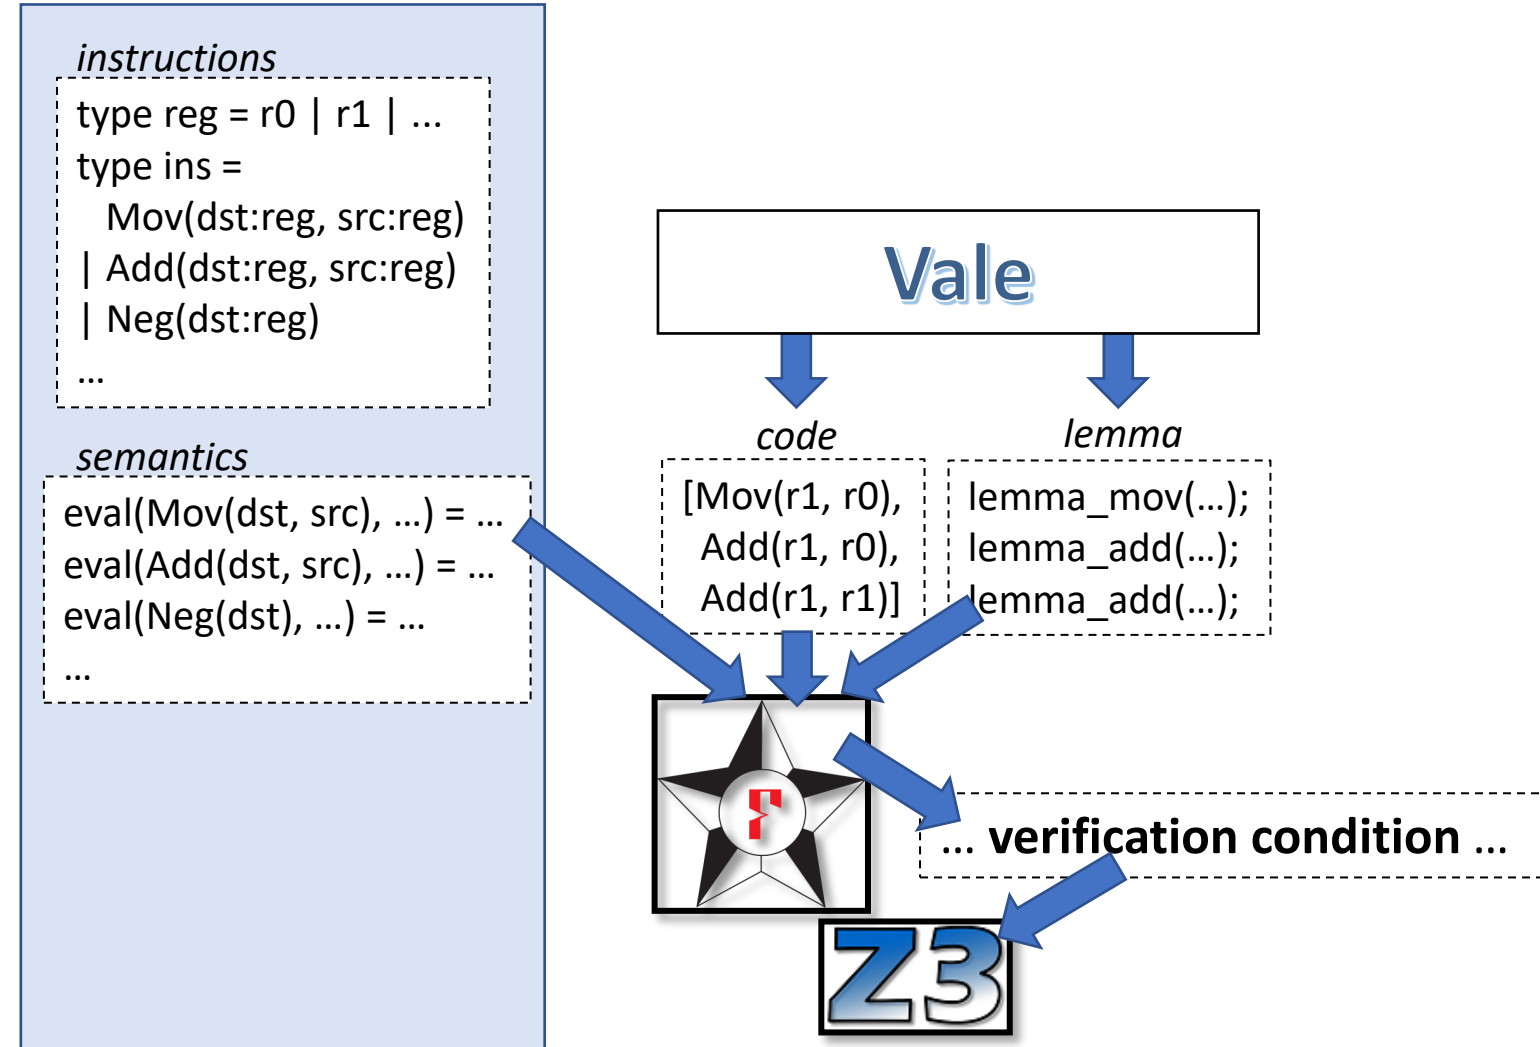 instructions
type reg = r0 | r1 | ...
type ins =
Mov(dst:reg, src:reg)
| Add(dst:reg, src:reg)
| Neg(dst:reg)
...
semantics
eval(Mov(dst, src), ...) = ...
eval(Add(dst, src), ...) = ...
eval(Neg(dst), ...) = ...
...
Vale
code
[Mov(r1, r0),
Add(r1, r0),
Add(r1, r1)]
lemma
lemma_mov(...);
lemma_add(...);
lemma_add(...);
F
... verification condition ...
Z3